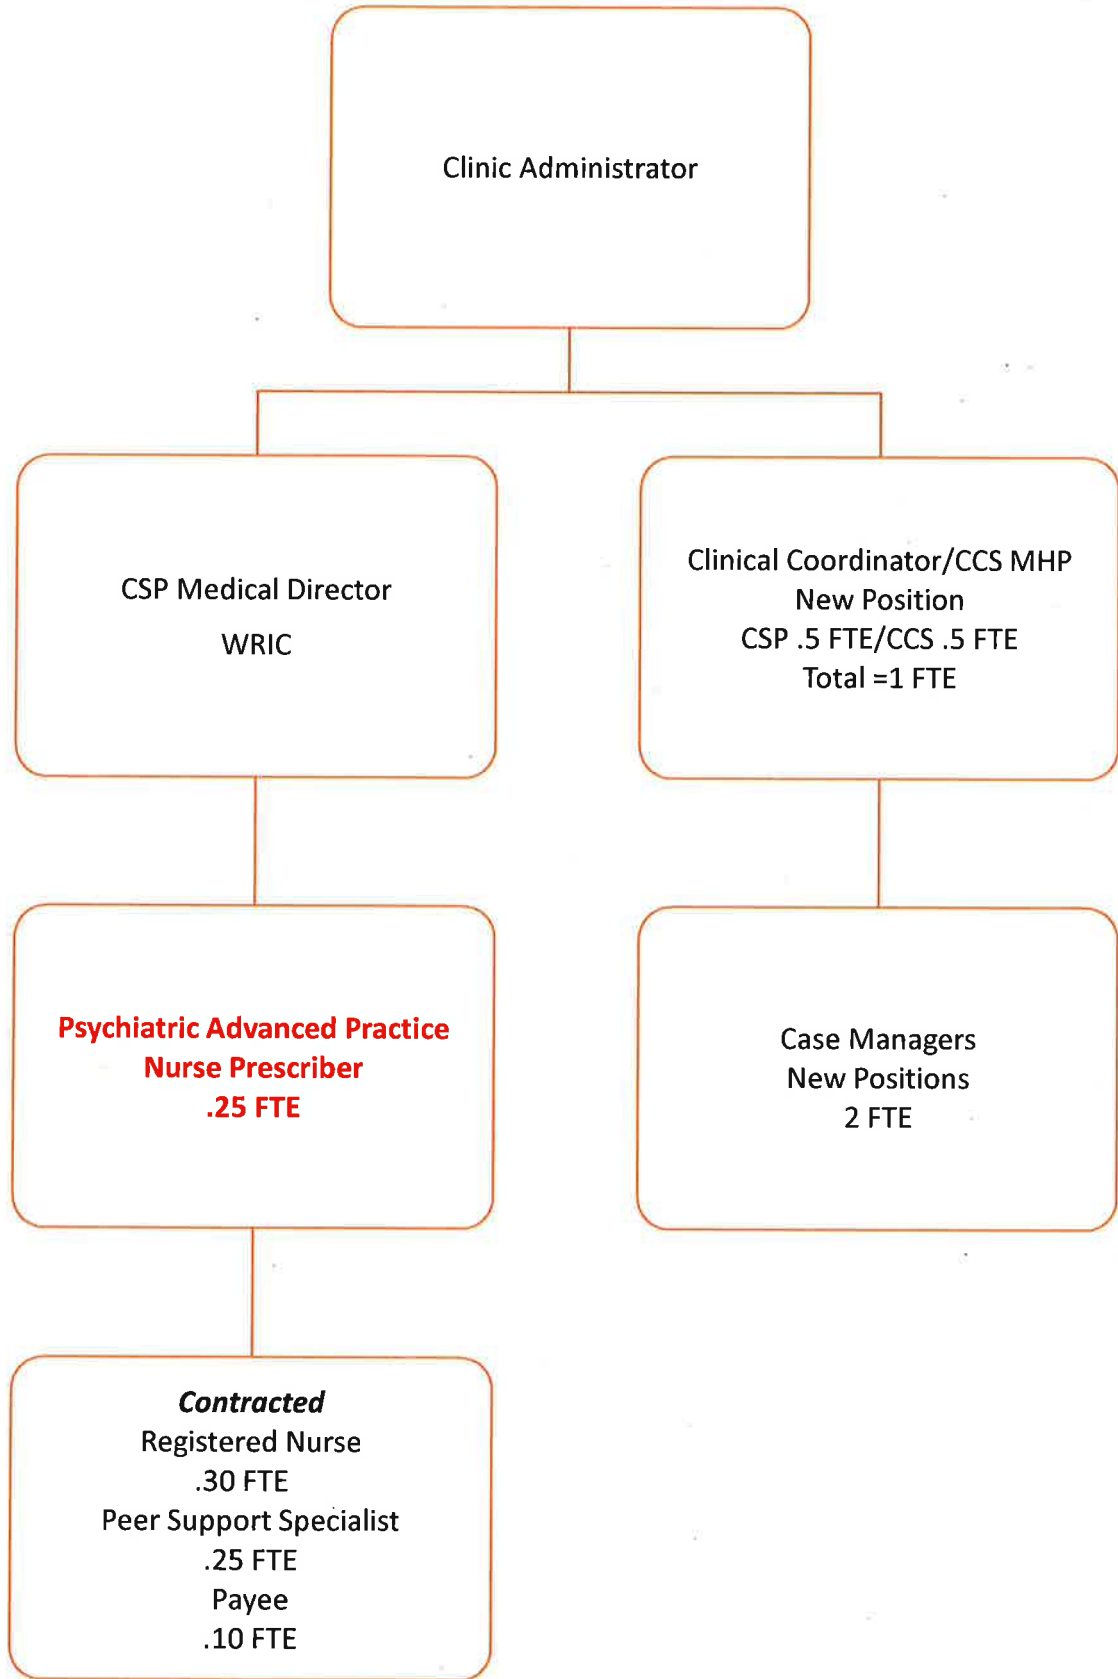 Clinic Administrator
CSP Medical Director
WRIC
Clinical Coordinator/CCS MHP
New Position
CSP .5 FTE/CCS .5 FTE
Total =1 FTE
Psychiatric Advanced Practice
Nurse Prescriber
.25 FTE
Case Managers
New Positions
2 FTE
Contracted
Registered Nurse
.30 FTE
Peer Support Specialist
.25 FTE
Payee
.10 FTE